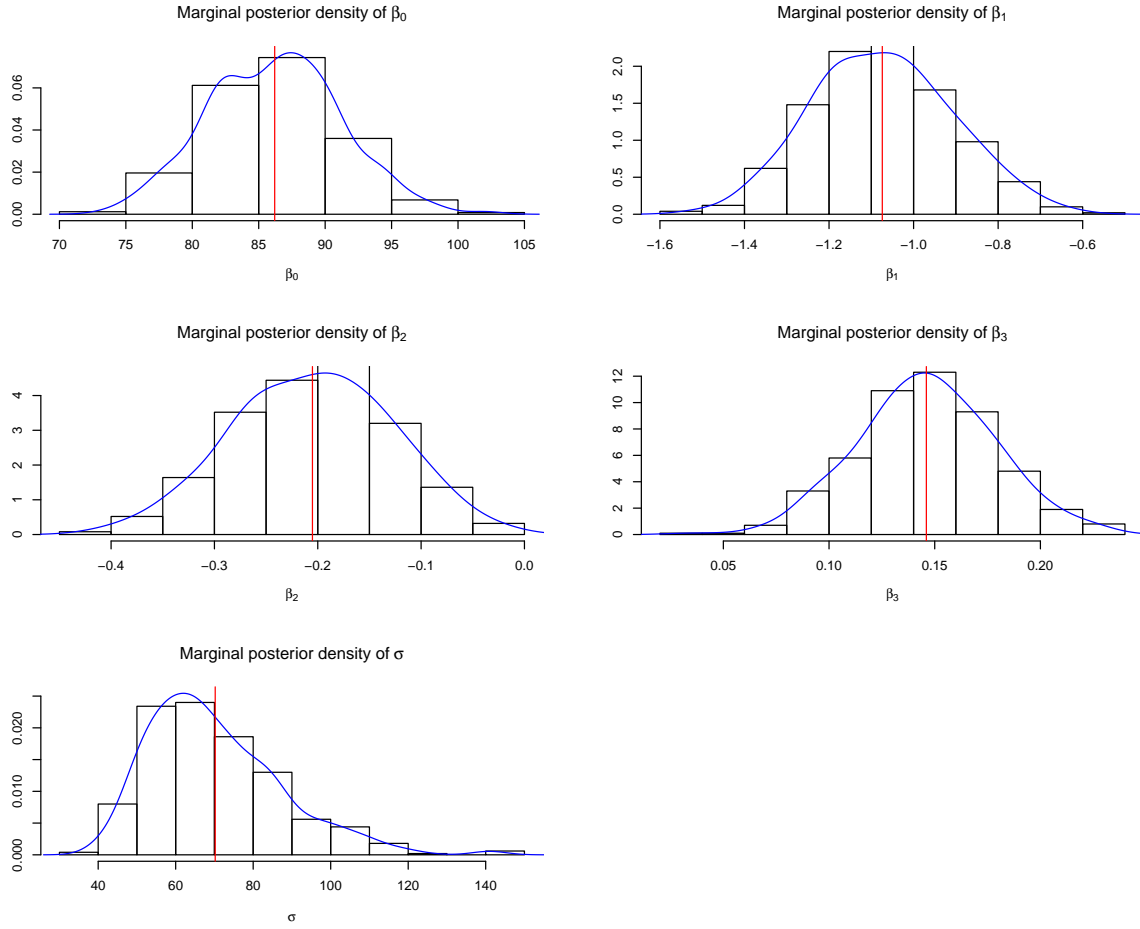 Marginal posterior density of β₀
0.00 0.02 0.04 0.06
70 75 80 85 90 95 100 105
β₀
Marginal posterior density of β₁
0.0 0.5 1.0 1.5 2.0
−1.6 −1.4 −1.2 −1.0 −0.8 −0.6
β₁
Marginal posterior density of β₂
0 1 2 3 4
−0.4 −0.3 −0.2 −0.1 0.0
β₂
Marginal posterior density of β₃
0 2 4 6 8 10 12
0.05 0.10 0.15 0.20
β₃
Marginal posterior density of σ
0.000 0.010 0.020
40 60 80 100 120 140
σ